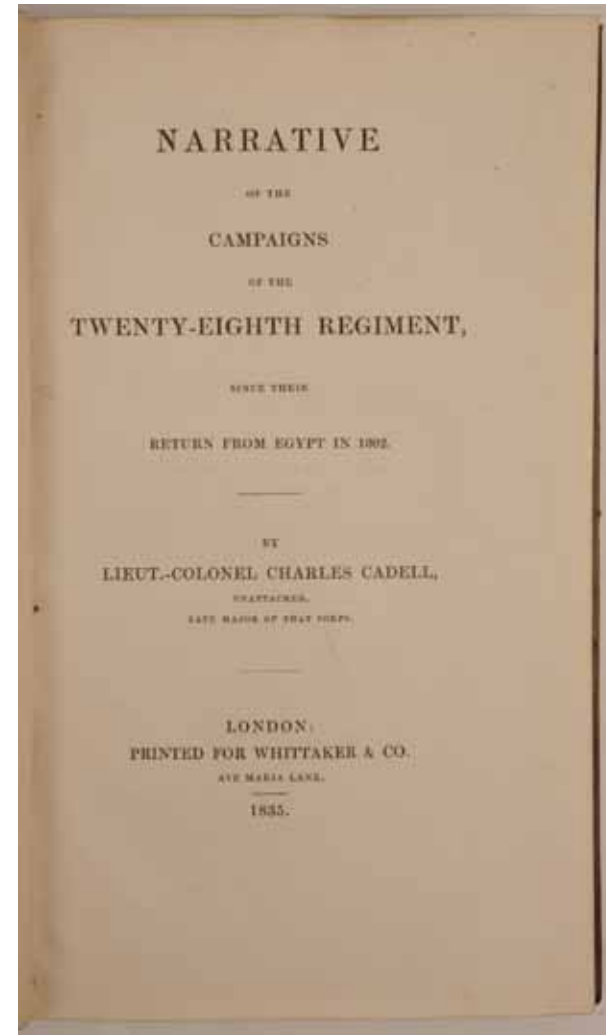 NARRATIVE
OF THE
CAMPAIGNS
OF THE
TWENTY-EIGHTH REGIMENT,
SINCE THEIR
RETURN FROM EGYPT IN 1802.
BY
LIEUT.-COLONEL CHARLES CADELL,
UNATTACHED,
LATE MAJOR OF THAT CORPS.
LONDON:
PRINTED FOR WHITTAKER & CO.
AVE MARIA LANE.
1835.